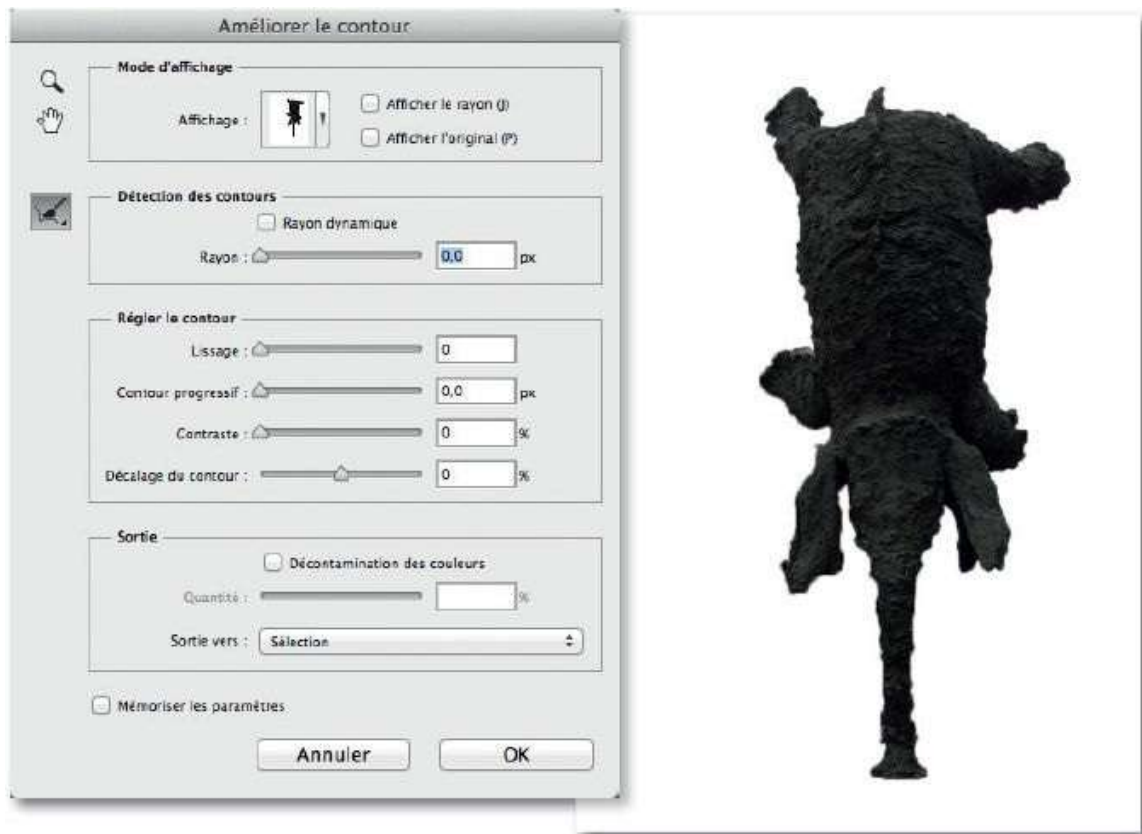 Améliorer le contour
Mode d'affichage
Affichage :
Afficher le rayon (J)
Afficher l'original (P)
Détection des contours
Rayon dynamique
Rayon : 0,0 px
Régler le contour
Lissage : 0
Contour progressif : 0,0 px
Contraste : 0 %
Décalage du contour : 0 %
Sortie
Décontamination des couleurs
Quantité : %
Sortie vers : Sélection
Mémoriser les paramètres
Annuler OK